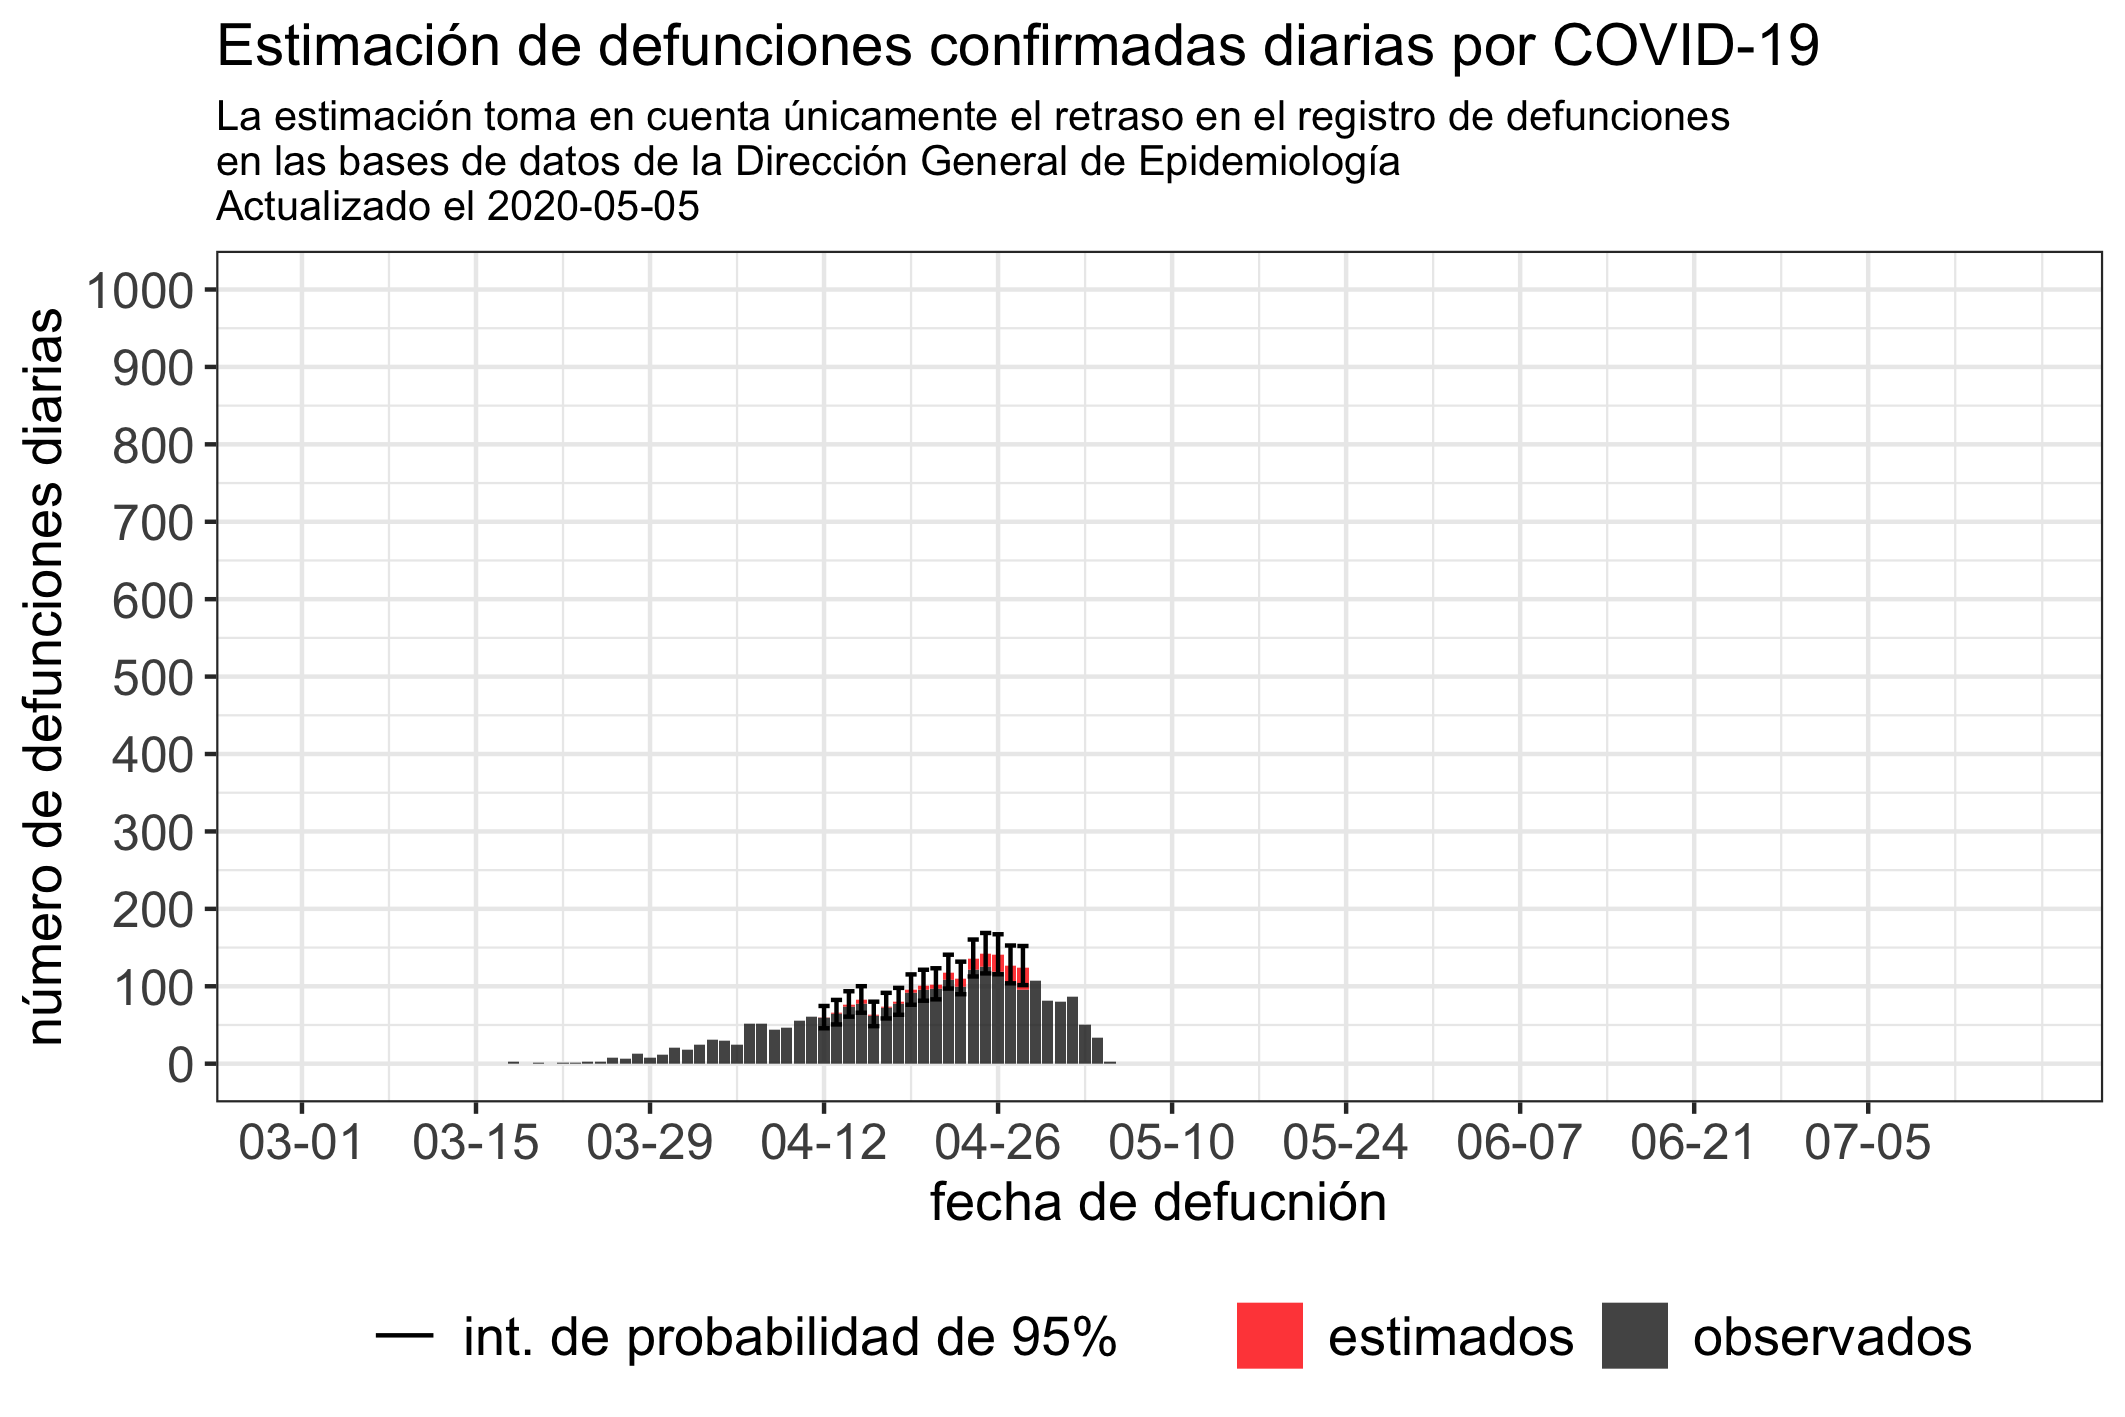 Estimación de defunciones confirmadas diarias por COVID-19
La estimación toma en cuenta únicamente el retraso en el registro de defunciones
en las bases de datos de la Dirección General de Epidemiología
Actualizado el 2020-05-05
número de defunciones diarias
1000
900
800
700
600
500
400
300
200
100
0
03-01 03-15 03-29 04-12 04-26 05-10 05-24 06-07 06-21 07-05
fecha de defucnión
int. de probabilidad de 95% estimados observados